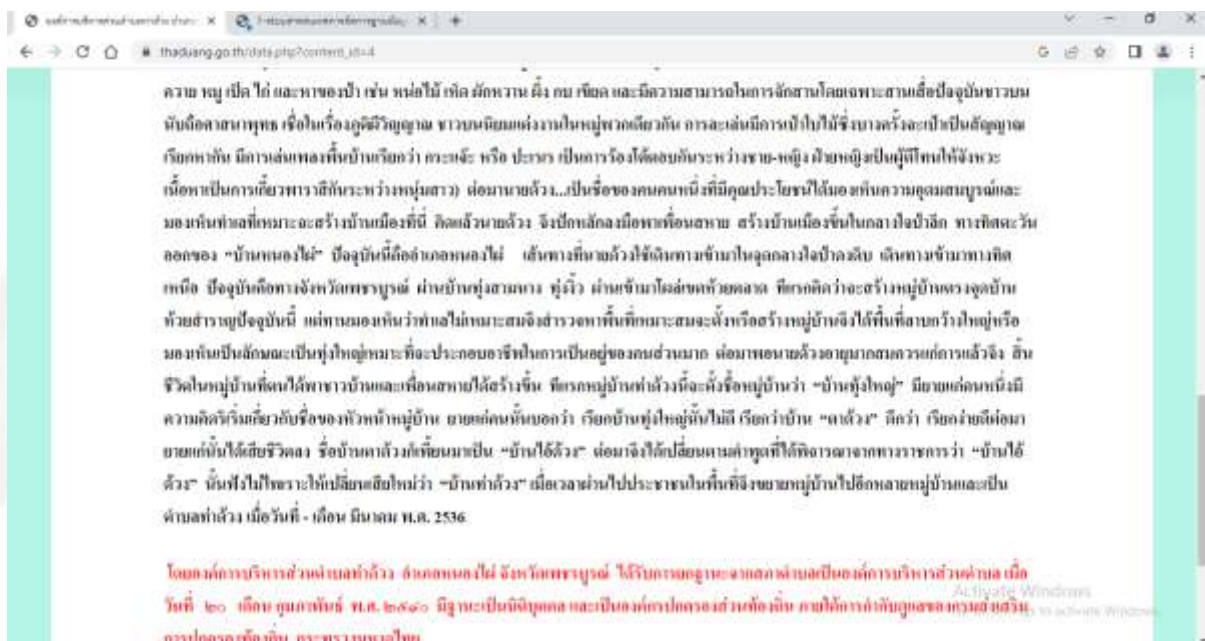 thaduang.go.th/data.php?content_id=4
ควาย หมู เป็ด ไก่ และหาของป่า เช่น หน่อไม้ เห็ด ผักหวาน ผึ้ง กบ เขียด และมีความสามารถในการจักสานโดยเฉพาะสานเสื่อปัจจุบันชาวบน
นับถือศาสนาพุทธ เชื่อในเรื่องภูติผีวิญญาณ ชาวบนนิยมแต่งงานในหมู่พวกเดียวกัน การละเล่นมีการเป่าใบไม้ซึ่งบางครั้งจะเป่าเป็นสัญญาณ
เรียกหากัน มีการเล่นเพลงพื้นบ้านเรียกว่า กระแจ๊ะ หรือ ปะเรเร เป็นการร้องโต้ตอบกันระหว่างชาย-หญิง ฝ่ายหญิงเป็นผู้ตีโทนให้จังหวะ
เนื้อหาเป็นการเกี้ยวพาราสีกันระหว่างหนุ่มสาว) ต่อมานายด้วง...เป็นชื่อของคนคนหนึ่งที่มีคุณประโยชน์ได้มองเห็นความอุดมสมบูรณ์และ
มองเห็นทำเลที่เหมาะจะสร้างบ้านเมืองที่นี่ คิดแล้วนายด้วง จึงปักหลักลงมือพาเพื่อนสหาย สร้างบ้านเมืองขึ้นในกลางใจป่าลึก ทางทิศตะวัน
ออกของ “บ้านหนองไผ่” ปัจจุบันนี้คืออำเภอหนองไผ่ เส้นทางที่นายด้วงใช้เดินทางเข้ามาในจุดกลางใจป่าดงดิบ เดินทางเข้ามาทางทิศ
เหนือ ปัจจุบันคือทางจังหวัดเพชรบูรณ์ ผ่านบ้านทุ่งสามนาง ทุ่งงิ้ว ผ่านเข้ามาโผล่เขตห้วยตลาด ทีแรกคิดว่าจะสร้างหมู่บ้านตรงจุดบ้าน
ห้วยสำราญปัจจุบันนี้ แต่ท่านมองเห็นว่าทำเลไม่เหมาะสมจึงสำรวจหาพื้นที่เหมาะสมจะตั้งหรือสร้างหมู่บ้านจึงได้พื้นที่ลาบกว้างใหญ่หรือ
มองเห็นเป็นลักษณะเป็นทุ่งใหญ่เหมาะที่จะประกอบอาชีพในการเป็นอยู่ของคนส่วนมาก ต่อมาพอนายด้วงอายุมากสมควรแก่การแล้วจึง สิ้น
ชีวิตในหมู่บ้านที่ตนได้พาชาวบ้านและเพื่อนสหายได้สร้างขึ้น ทีแรกหมู่บ้านท่าด้วงนี้จะตั้งชื่อหมู่บ้านว่า “บ้านทุ่งใหญ่” มียายแก่คนหนึ่งมี
ความคิดริเริ่มเกี่ยวกับชื่อของหัวหน้าหมู่บ้าน ยายแก่คนนั้นบอกว่า เรียกบ้านทุ่งใหญ่นั้นไม่ดี เรียกว่าบ้าน “ตาด้วง” ดีกว่า เรียกง่ายดีต่อมา
ยายแก่นั้นได้เสียชีวิตลง ชื่อบ้านตาด้วงก็เพี้ยนมาเป็น “บ้านไอ้ด้วง” ต่อมาจึงได้เปลี่ยนตามคำพูดที่ได้พิจารณาจากทางราชการว่า “บ้านไอ้
ด้วง” นั้นฟังไม่ไพเราะให้เปลี่ยนเสียใหม่ว่า “บ้านท่าด้วง” เมื่อเวลาผ่านไปประชาชนในพื้นที่จึงขยายหมู่บ้านไปอีกหลายหมู่บ้านและเป็น
ตำบลท่าด้วง เมื่อวันที่ - เดือน มีนาคม พ.ศ. 2536
โดยองค์การบริหารส่วนตำบลท่าด้วง อำเภอหนองไผ่ จังหวัดเพชรบูรณ์ ได้รับการยกฐานะจากสภาตำบลเป็นองค์การบริหารส่วนตำบล เมื่อ
วันที่ ๒๐ เดือน กุมภาพันธ์ พ.ศ. ๒๕๔๐ มีฐานะเป็นนิติบุคคล และเป็นองค์กรปกครองส่วนท้องถิ่น ภายใต้การกำกับดูแลของกรมส่งเสริม
การปกครองท้องถิ่น กระทรวงมหาดไทย
Activate Windows